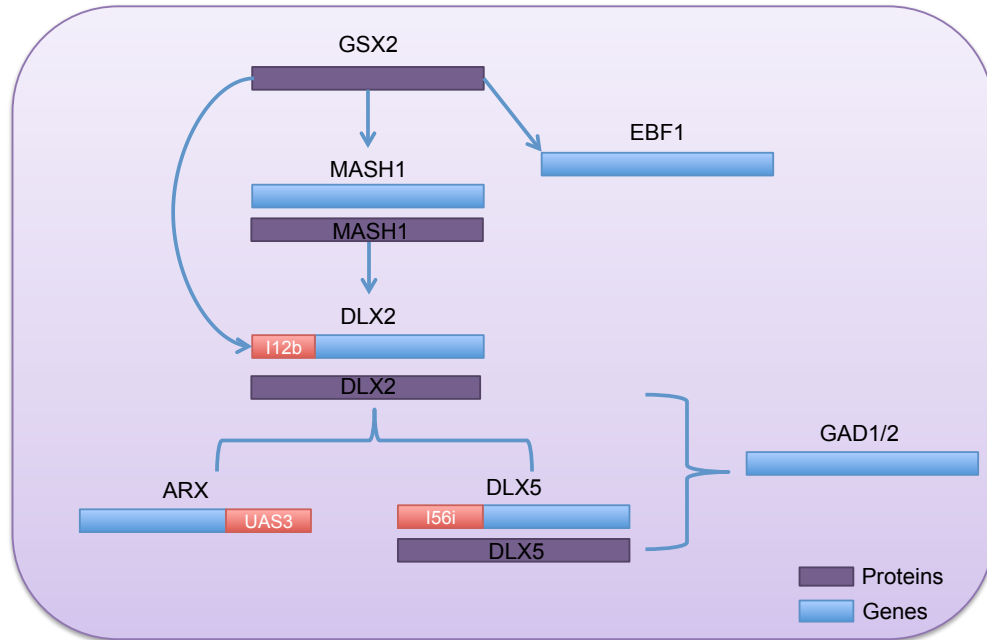 GSX2
EBF1
MASH1
MASH1
DLX2
I12b
DLX2
GAD1/2
ARX
DLX5
UAS3
I56i
DLX5
Proteins
Genes